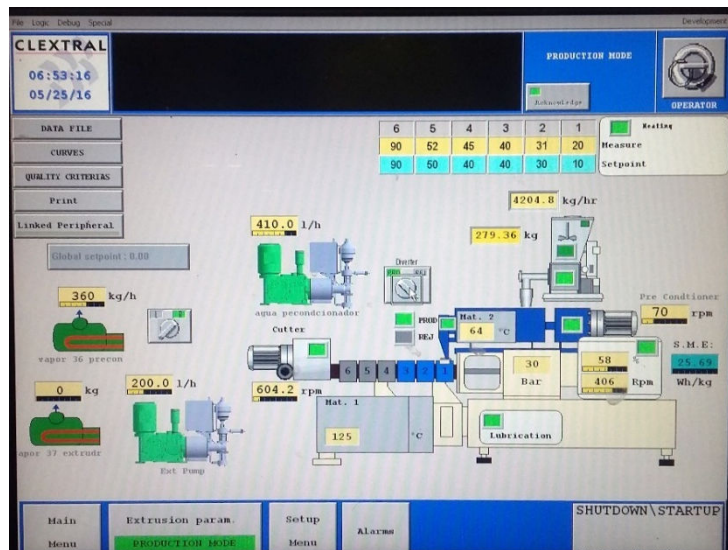 File Logic Debug Special
Development
CLEXTRAL
06:53:16
05/25/16
PRODUCTION MODE
Acknowledge
OPERATOR
DATA FILE
CURVES
QUALITY CRITERIAS
Print
Linked Peripheral
6 5 4 3 2 1
Heating
90 52 45 40 31 20
Measure
90 50 40 40 30 10
Setpoint
Global setpoint : 0.00
4204.8 kg/hr
410.0 l/h
279.36 kg
Diverter
360 kg/h
agua pecondcionador
Pre Condtioner
70 rpm
PROD
REJ
Mat. 2
64 °C
Cutter
S.M.E:
25.69
Wh/kg
vapor 36 precon
6 5 4 3 2 1
30
Bar
58 %
406 Rpm
604.2 rpm
0 kg
200.0 l/h
Mat. 1
125 °C
Lubrication
apor 37 extrudr
Ext Pump
Main
Menu
Extrusion param.
PRODUCTION MODE
Setup
Menu
Alarms
SHUTDOWN\STARTUP